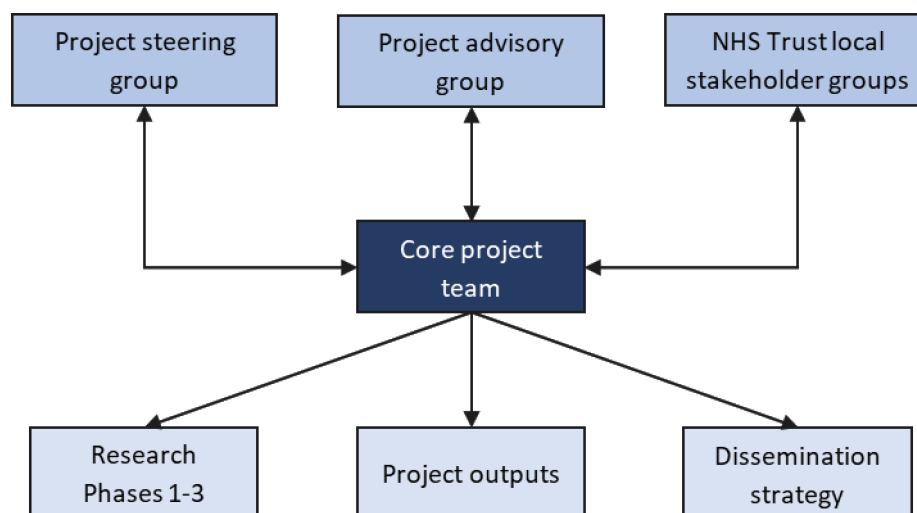 Project steering
group
Project advisory
group
NHS Trust local
stakeholder groups
Core project
team
Research
Phases 1-3
Project outputs
Dissemination
strategy